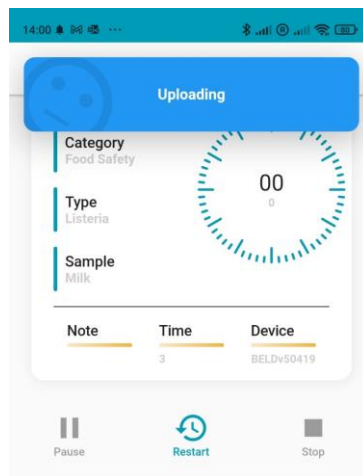 14:00
80
Uploading
Category
Food Safety
00
0
Type
Listeria
Sample
Milk
Note Time Device
3 BELDv50419
Pause Restart Stop